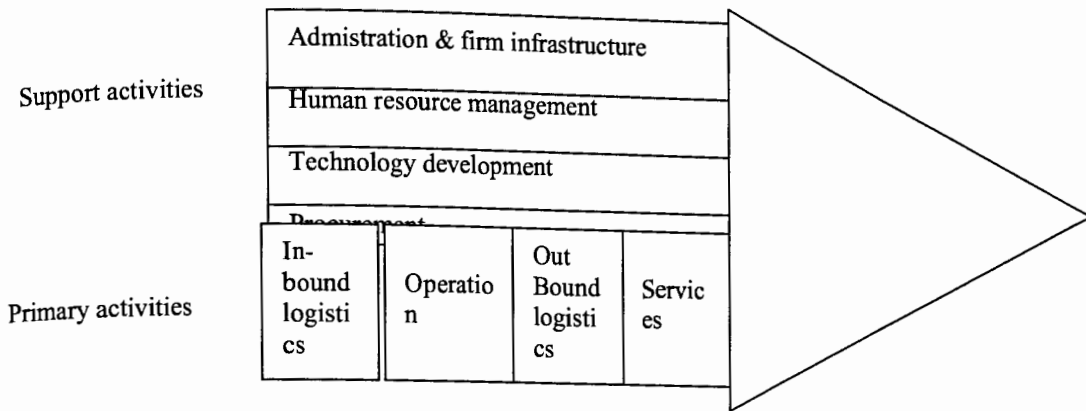 Support activities
Admistration & firm infrastructure
Human resource management
Technology development
Procurement
Primary activities
In-
bound
logisti
cs
Operatio
n
Out
Bound
logisti
cs
Servic
es